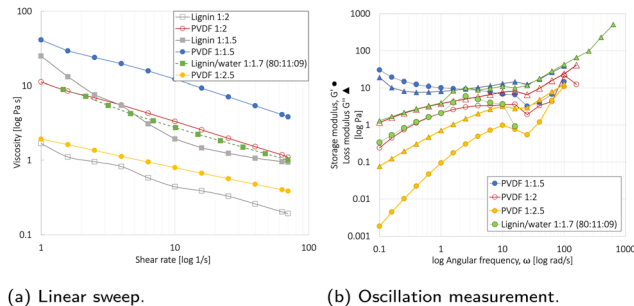 (a)
100
10
1
0.1
1
10
100
Viscosity [log Pa s]
Shear rate [log 1/s]
Lignin 1:2
PVDF 1:2
Lignin 1:1.5
PVDF 1:1.5
Lignin/water 1:1.7 (80:11:09)
PVDF 1:2.5
(b)
10000
1000
100
10
1
0.1
0.01
0.001
0.1
1
10
100
1000
Storage modulus, G' ●
Loss modulus G'' ▲
[log Pa]
log Angular frequency, ω [log rad/s]
PVDF 1:1.5
PVDF 1:2
PVDF 1:2.5
Lignin/water 1:1.7 (80:11:09)
(a) Linear sweep.
(b) Oscillation measurement.